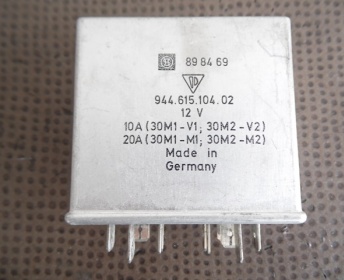 89 84 69
944.615.104.02
12 V
10A (30M1-V1; 30M2-V2)
20A (30M1-M1; 30M2-M2)
Made in
Germany